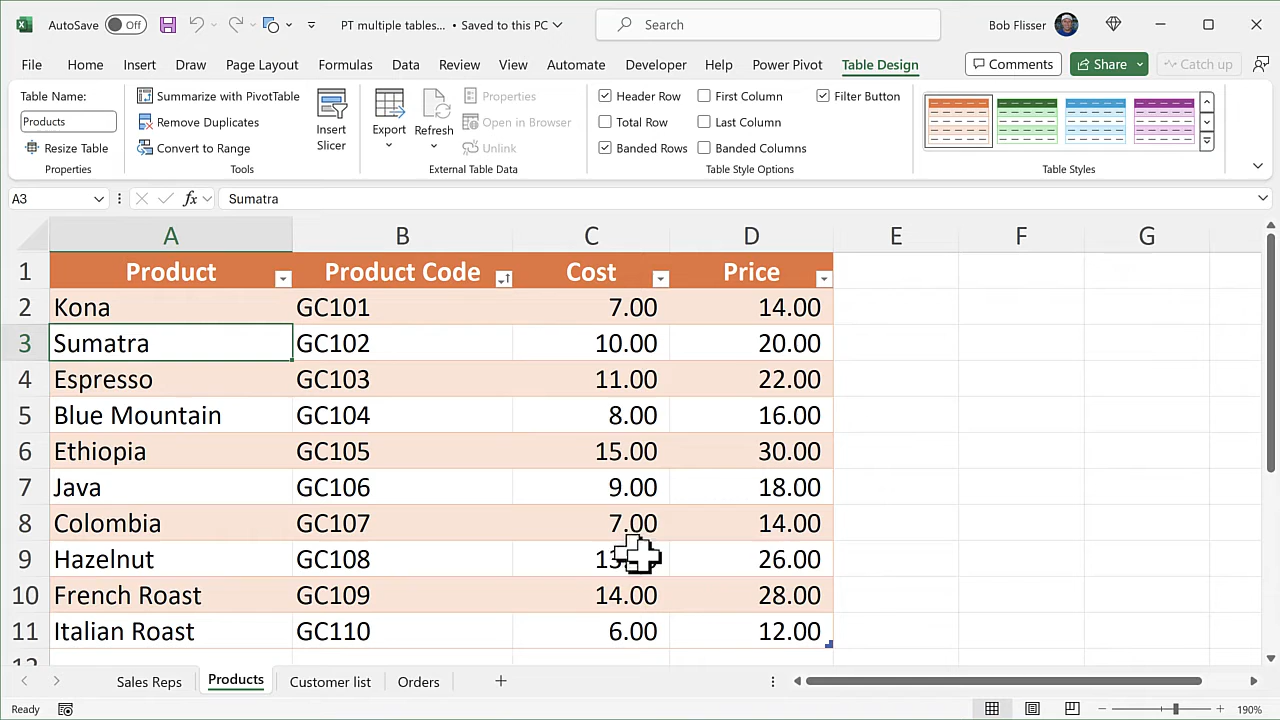 AutoSave Off PT multiple tables... • Saved to this PC Search Bob Flisser
File Home Insert Draw Page Layout Formulas Data Review View Automate Developer Help Power Pivot Table Design Comments Share Catch up
Table Name: Summarize with PivotTable Properties Header Row First Column Filter Button
Products Remove Duplicates Insert Slicer Export Refresh Open in Browser Total Row Last Column
Resize Table Convert to Range Unlink Banded Rows Banded Columns
Properties Tools External Table Data Table Style Options Table Styles
A3 fx Sumatra
A B C D E F G
1 Product Product Code Cost Price
2 Kona GC101 7.00 14.00
3 Sumatra GC102 10.00 20.00
4 Espresso GC103 11.00 22.00
5 Blue Mountain GC104 8.00 16.00
6 Ethiopia GC105 15.00 30.00
7 Java GC106 9.00 18.00
8 Colombia GC107 7.00 14.00
9 Hazelnut GC108 26.00
10 French Roast GC109 14.00 28.00
11 Italian Roast GC110 6.00 12.00
12
Sales Reps Products Customer list Orders
Ready 190%